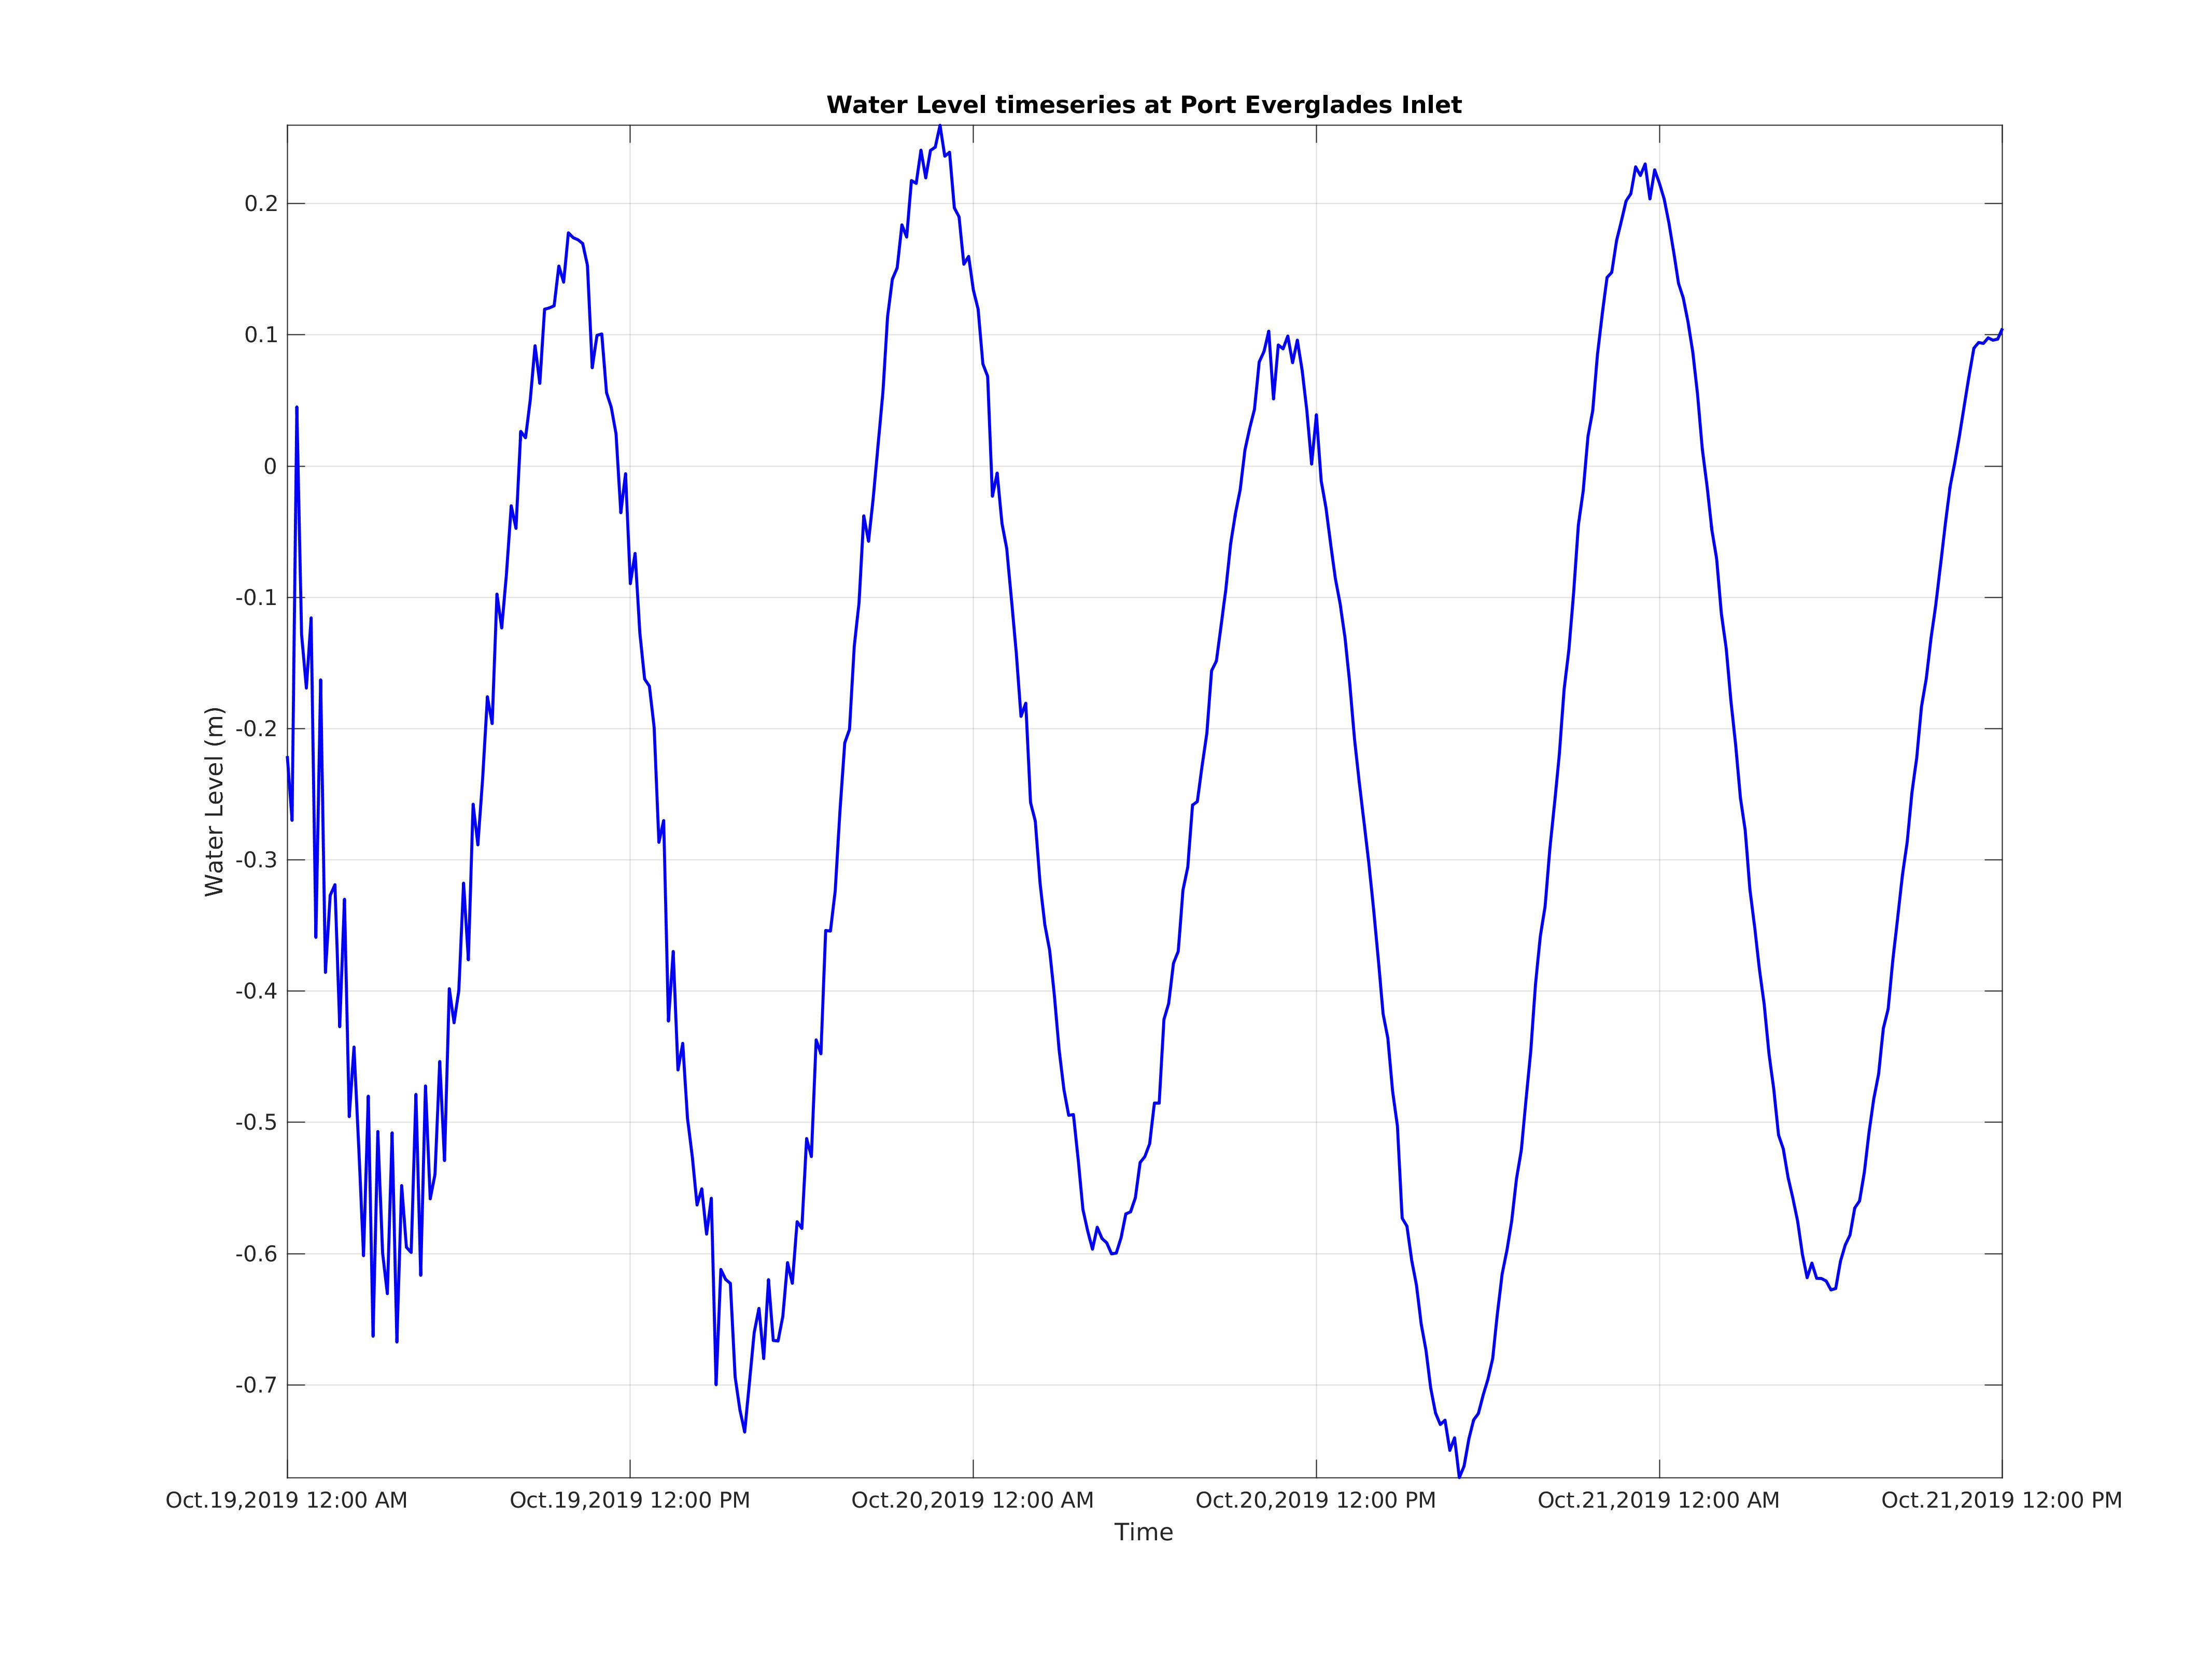 Water Level timeseries at Port Everglades Inlet
0.2
0.1
0
-0.1
-0.2
-0.3
-0.4
-0.5
-0.6
-0.7
Water Level (m)
Oct.19,2019 12:00 AM
Oct.19,2019 12:00 PM
Oct.20,2019 12:00 AM
Oct.20,2019 12:00 PM
Oct.21,2019 12:00 AM
Oct.21,2019 12:00 PM
Time